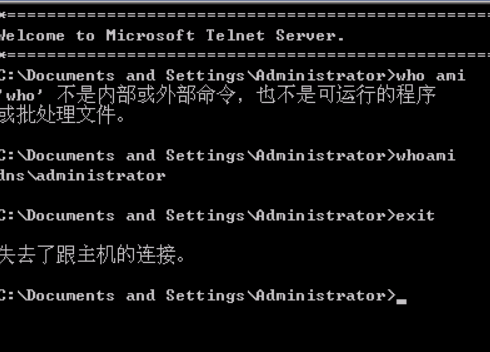 *===============================================
Welcome to Microsoft Telnet Server.
*===============================================
C:\Documents and Settings\Administrator>who ami
'who' 不是内部或外部命令，也不是可运行的程序
或批处理文件。
C:\Documents and Settings\Administrator>whoami
dns\administrator
C:\Documents and Settings\Administrator>exit
失去了跟主机的连接。
C:\Documents and Settings\Administrator>_